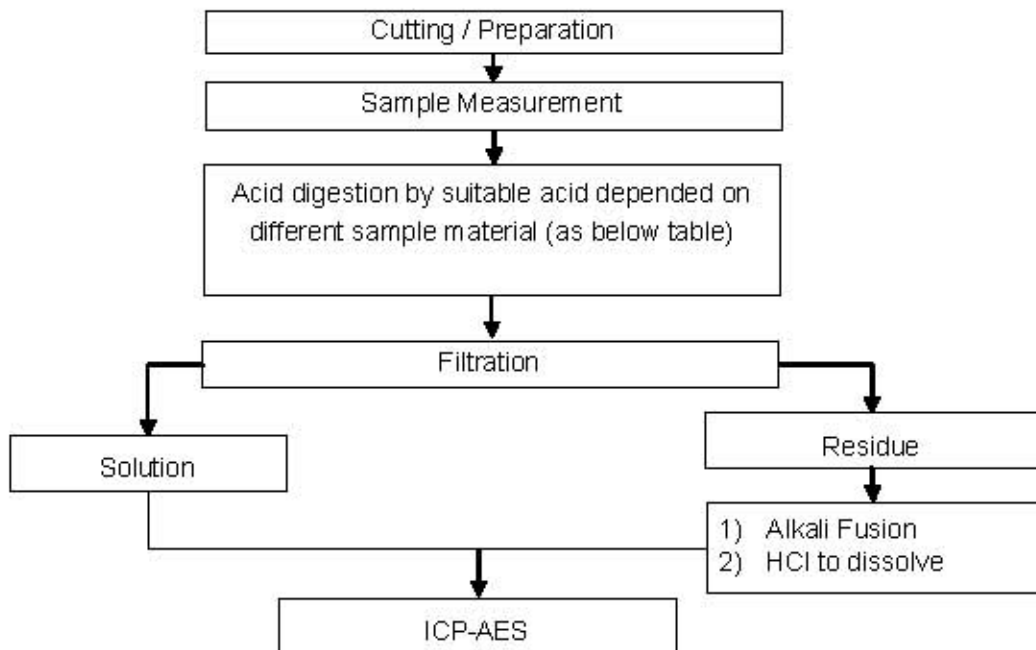 Cutting / Preparation
Sample Measurement
Acid digestion by suitable acid depended on
different sample material (as below table)
Filtration
Solution
Residue
1) Alkali Fusion
2) HCl to dissolve
ICP-AES